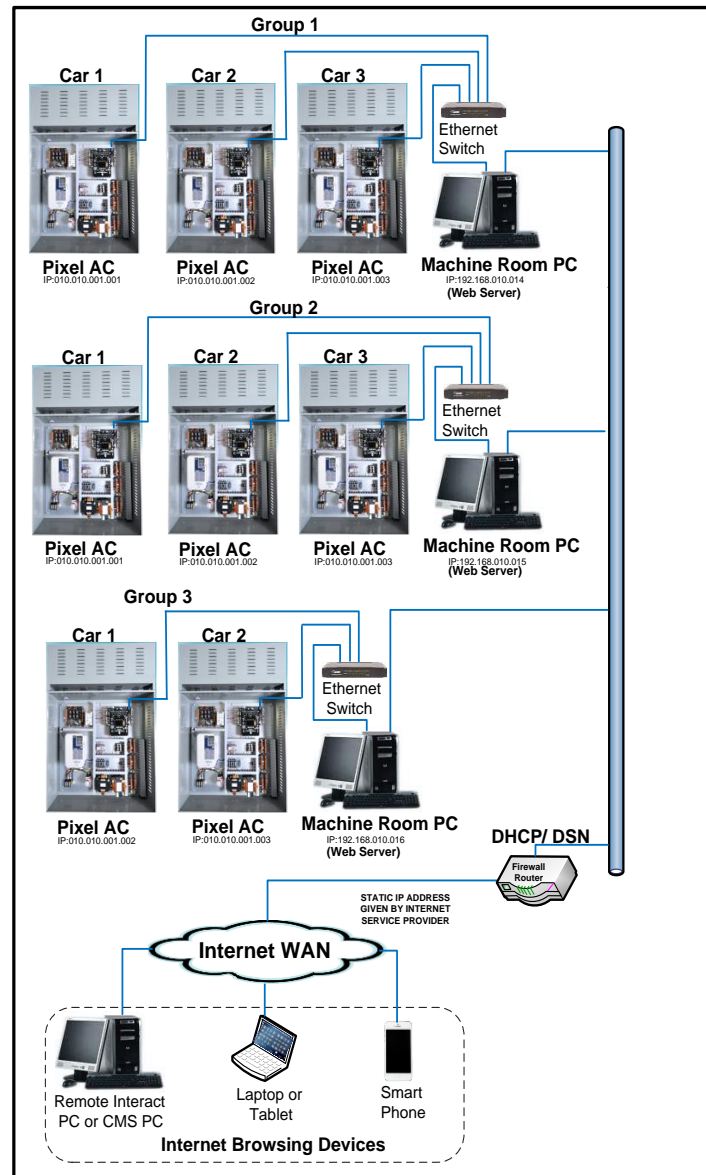 Group 1
Car 1
Car 2
Car 3
Ethernet
Switch
Pixel AC
IP:010.010.001.001
Pixel AC
IP:010.010.001.002
Pixel AC
IP:010.010.001.003
Machine Room PC
IP:192.168.010.014
(Web Server)
Group 2
Car 1
Car 2
Car 3
Ethernet
Switch
Pixel AC
IP:010.010.001.001
Pixel AC
IP:010.010.001.002
Pixel AC
IP:010.010.001.003
Machine Room PC
IP:192.168.010.015
(Web Server)
Group 3
Car 1
Car 2
Ethernet
Switch
Pixel AC
IP:010.010.001.002
Pixel AC
IP:010.010.001.003
Machine Room PC
IP:192.168.010.016
(Web Server)
DHCP/ DSN
Firewall
Router
STATIC IP ADDRESS
GIVEN BY INTERNET
SERVICE PROVIDER
Internet WAN
Remote Interact
PC or CMS PC
Laptop or
Tablet
Smart
Phone
Internet Browsing Devices